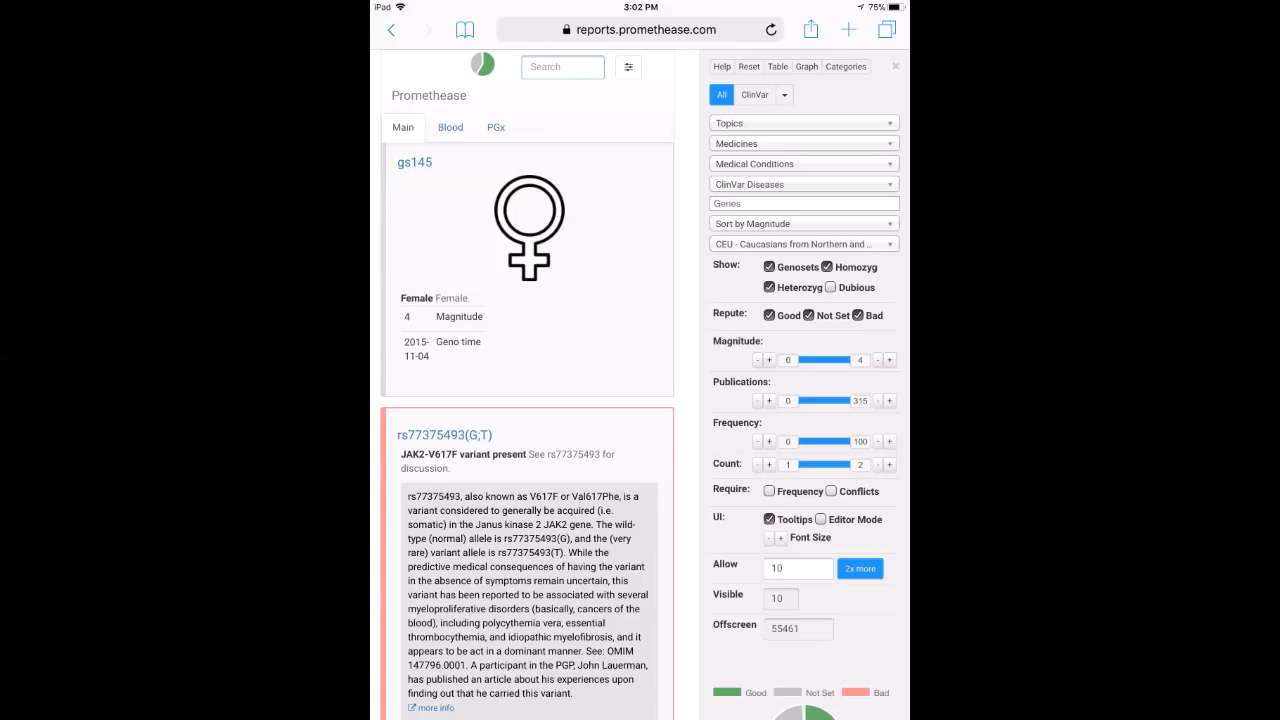 iPad
3:02 PM
75%
reports.promethease.com
Search
Promethease
Main Blood PGx
gs145
Female Female.
4 Magnitude
2015-
11-04
Geno time
rs77375493(G;T)
JAK2-V617F variant present See rs77375493 for
discussion.
rs77375493, also known as V617F or Val617Phe, is a
variant considered to generally be acquired (i.e.
somatic) in the Janus kinase 2 JAK2 gene. The wild-
type (normal) allele is rs77375493(G), and the (very
rare) variant allele is rs77375493(T). While the
predictive medical consequences of having the variant
in the absence of symptoms remain uncertain, this
variant has been reported to be associated with several
myeloproliferative disorders (basically, cancers of the
blood), including polycythemia vera, essential
thrombocythemia, and idiopathic myelofibrosis, and it
appears to be act in a dominant manner. See: OMIM
147796.0001. A participant in the PGP, John Lauerman,
has published an article about his experiences upon
finding out that he carried this variant.
more info
Help Reset Table Graph Categories ×
All ClinVar
Topics
Medicines
Medical Conditions
ClinVar Diseases
Genes
Sort by Magnitude
CEU - Caucasians from Northern and ...
Show: Genosets Homozyg
Heterozyg Dubious
Repute: Good Not Set Bad
Magnitude:
- + 0 4 - +
Publications:
- + 0 315 - +
Frequency:
- + 0 100 - +
Count: - + 1 2 - +
Require: Frequency Conflicts
UI: Tooltips Editor Mode
- + Font Size
Allow 10 2x more
Visible 10
Offscreen 55461
Good Not Set Bad